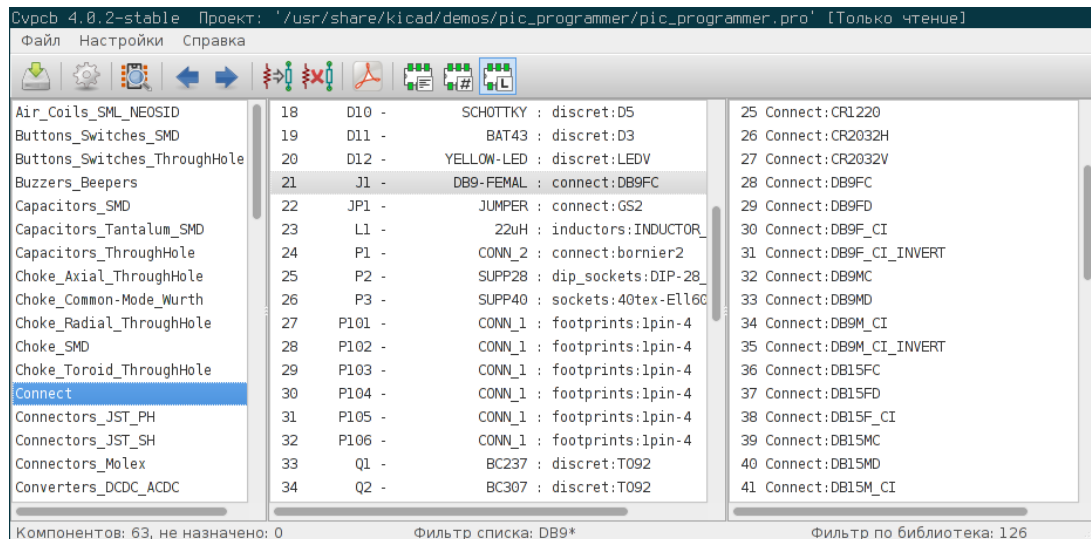 Cvpcb 4.0.2-stable Проект: '/usr/share/kicad/demos/pic_programmer/pic_programmer.pro' [Только чтение]
Файл Настройки Справка
Air_Coils_SML_NEOSID
Buttons_Switches_SMD
Buttons_Switches_ThroughHole
Buzzers_Beepers
Capacitors_SMD
Capacitors_Tantalum_SMD
Capacitors_ThroughHole
Choke_Axial_ThroughHole
Choke_Common-Mode_Wurth
Choke_Radial_ThroughHole
Choke_SMD
Choke_Toroid_ThroughHole
Connect
Connectors_JST_PH
Connectors_JST_SH
Connectors_Molex
Converters_DCDC_ACDC
18 D10 - SCHOTTKY : discret:D5
19 D11 - BAT43 : discret:D3
20 D12 - YELLOW-LED : discret:LEDV
21 J1 - DB9-FEMAL : connect:DB9FC
22 JP1 - JUMPER : connect:GS2
23 L1 - 22uH : inductors:INDUCTOR_
24 P1 - CONN_2 : connect:bornier2
25 P2 - SUPP28 : dip_sockets:DIP-28_
26 P3 - SUPP40 : sockets:40tex-Ell60
27 P101 - CONN_1 : footprints:1pin-4
28 P102 - CONN_1 : footprints:1pin-4
29 P103 - CONN_1 : footprints:1pin-4
30 P104 - CONN_1 : footprints:1pin-4
31 P105 - CONN_1 : footprints:1pin-4
32 P106 - CONN_1 : footprints:1pin-4
33 Q1 - BC237 : discret:TO92
34 Q2 - BC307 : discret:TO92
25 Connect:CR1220
26 Connect:CR2032H
27 Connect:CR2032V
28 Connect:DB9FC
29 Connect:DB9FD
30 Connect:DB9F_CI
31 Connect:DB9F_CI_INVERT
32 Connect:DB9MC
33 Connect:DB9MD
34 Connect:DB9M_CI
35 Connect:DB9M_CI_INVERT
36 Connect:DB15FC
37 Connect:DB15FD
38 Connect:DB15F_CI
39 Connect:DB15MC
40 Connect:DB15MD
41 Connect:DB15M_CI
Компонентов: 63, не назначено: 0 Фильтр списка: DB9* Фильтр по библиотека: 126